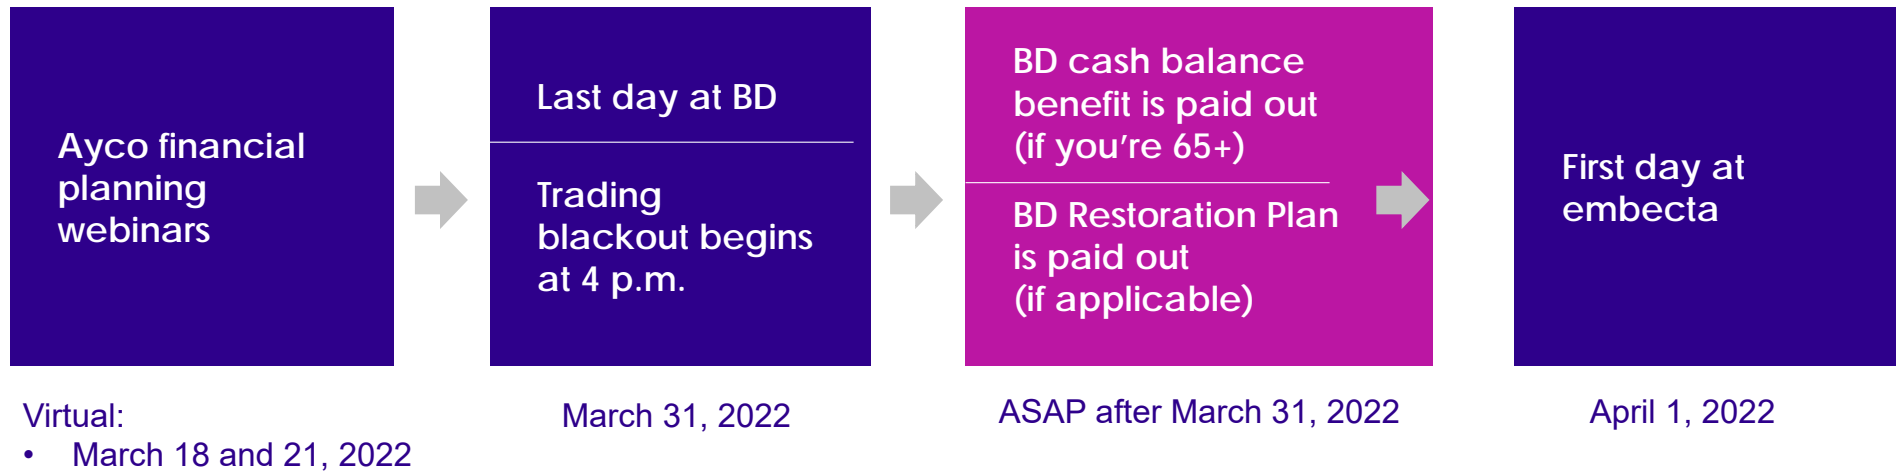 Ayco financial
planning
webinars
Virtual:
• March 18 and 21, 2022
Last day at BD
Trading
blackout begins
at 4 p.m.
March 31, 2022
BD cash balance
benefit is paid out
(if you're 65+)
BD Restoration Plan
is paid out
(if applicable)
ASAP after March 31, 2022
First day at
embecta
April 1, 2022